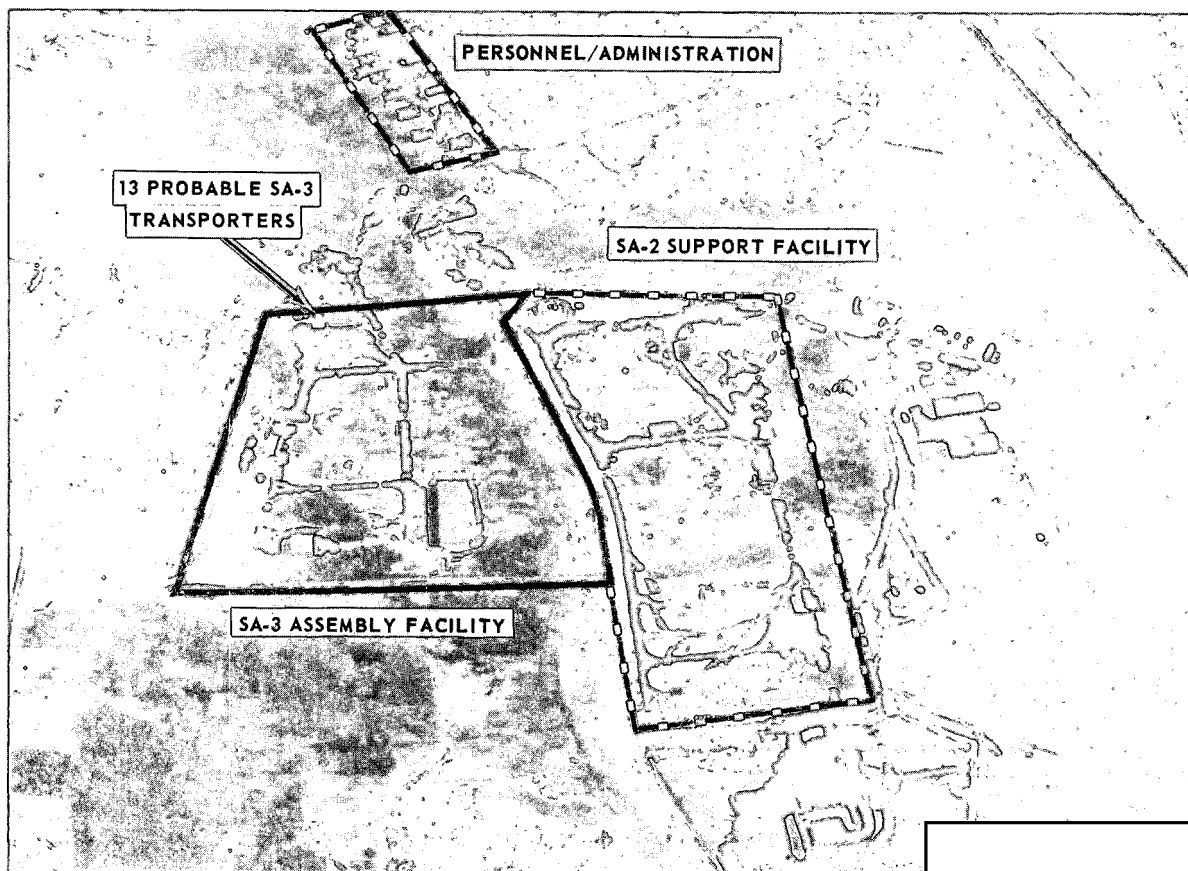 PERSONNEL/ADMINISTRATION
13 PROBABLE SA-3
TRANSPORTERS
SA-2 SUPPORT FACILITY
SA-3 ASSEMBLY FACILITY